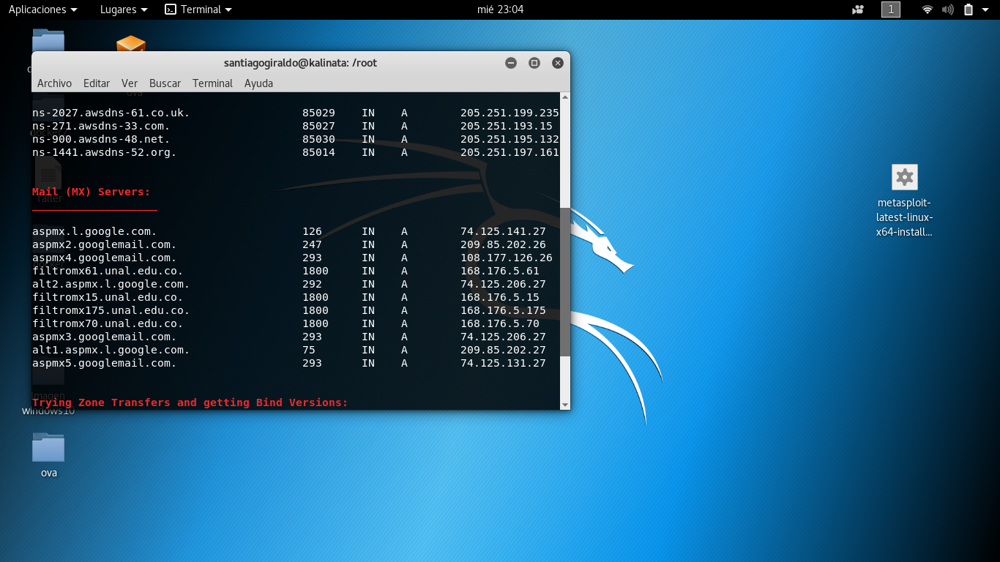 Aplicaciones Lugares Terminal mié 23:04 1
santiagogiraldo@kalinata: /root
Archivo Editar Ver Buscar Terminal Ayuda
ova
ns-2027.awsdns-61.co.uk. 85029 IN A 205.251.199.235
ns-271.awsdns-33.com. 85027 IN A 205.251.193.15
ns-900.awsdns-48.net. 85030 IN A 205.251.195.132
ns-1441.awsdns-52.org. 85014 IN A 205.251.197.161
Mail (MX) Servers:
Taller
aspmx.l.google.com. 126 IN A 74.125.141.27
aspmx2.googlemail.com. 247 IN A 209.85.202.26
aspmx4.googlemail.com. 293 IN A 108.177.126.26
filtromx61.unal.edu.co. 1800 IN A 168.176.5.61
alt2.aspmx.l.google.com. 292 IN A 74.125.206.27
filtromx15.unal.edu.co. 1800 IN A 168.176.5.15
filtromx175.unal.edu.co. 1800 IN A 168.176.5.175
filtromx70.unal.edu.co. 1800 IN A 168.176.5.70
aspmx3.googlemail.com. 293 IN A 74.125.206.27
alt1.aspmx.l.google.com. 75 IN A 209.85.202.27
aspmx5.googlemail.com. 293 IN A 74.125.131.27
Trying Zone Transfers and getting Bind Versions:
Imagen
windows10
ova
metasploit-
latest-linux-
x64-install...